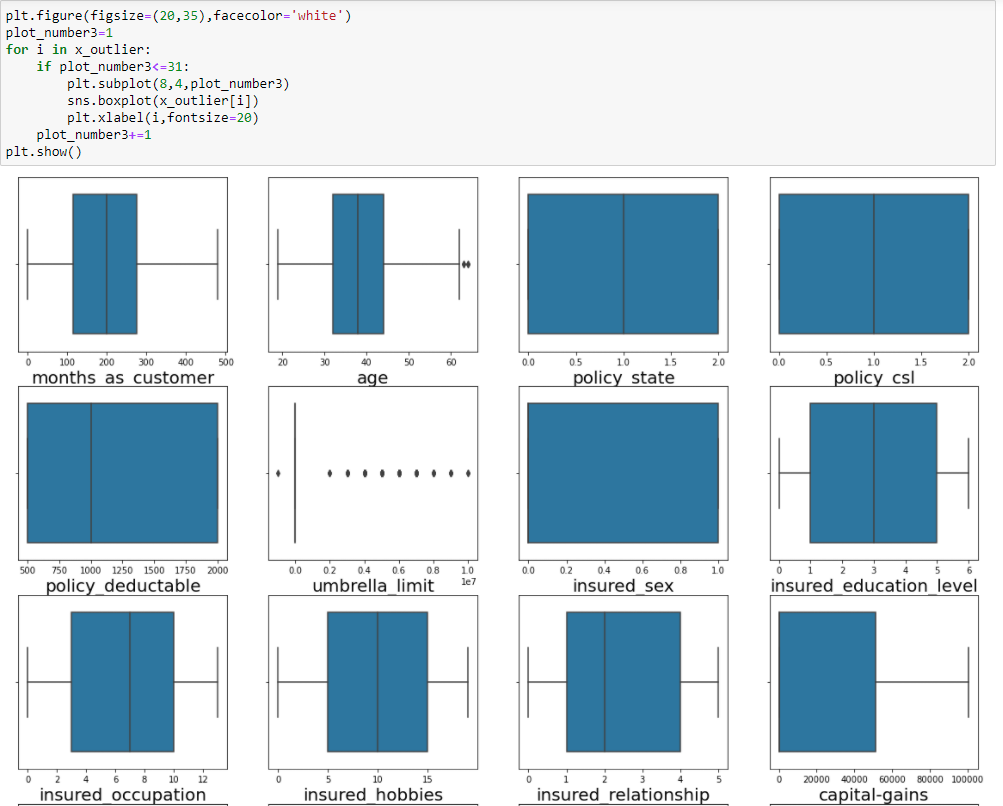 plt.figure(figsize=(20,35),facecolor='white')
plot_number3=1
for i in x_outlier:
    if plot_number3<=31:
        plt.subplot(8,4,plot_number3)
        sns.boxplot(x_outlier[i])
        plt.xlabel(i,fontsize=20)
    plot_number3+=1
plt.show()
0 100 200 300 400 500
months_as_customer
20 30 40 50 60
age
0.0 0.5 1.0 1.5 2.0
policy_state
0.0 0.5 1.0 1.5 2.0
policy_csl
500 750 1000 1250 1500 1750 2000
policy_deductable
0.0 0.2 0.4 0.6 0.8 1.0
1e7
umbrella_limit
0.0 0.2 0.4 0.6 0.8 1.0
insured_sex
0 1 2 3 4 5 6
insured_education_level
0 2 4 6 8 10 12
insured_occupation
0 5 10 15
insured_hobbies
0 1 2 3 4 5
insured_relationship
0 20000 40000 60000 80000 100000
capital-gains